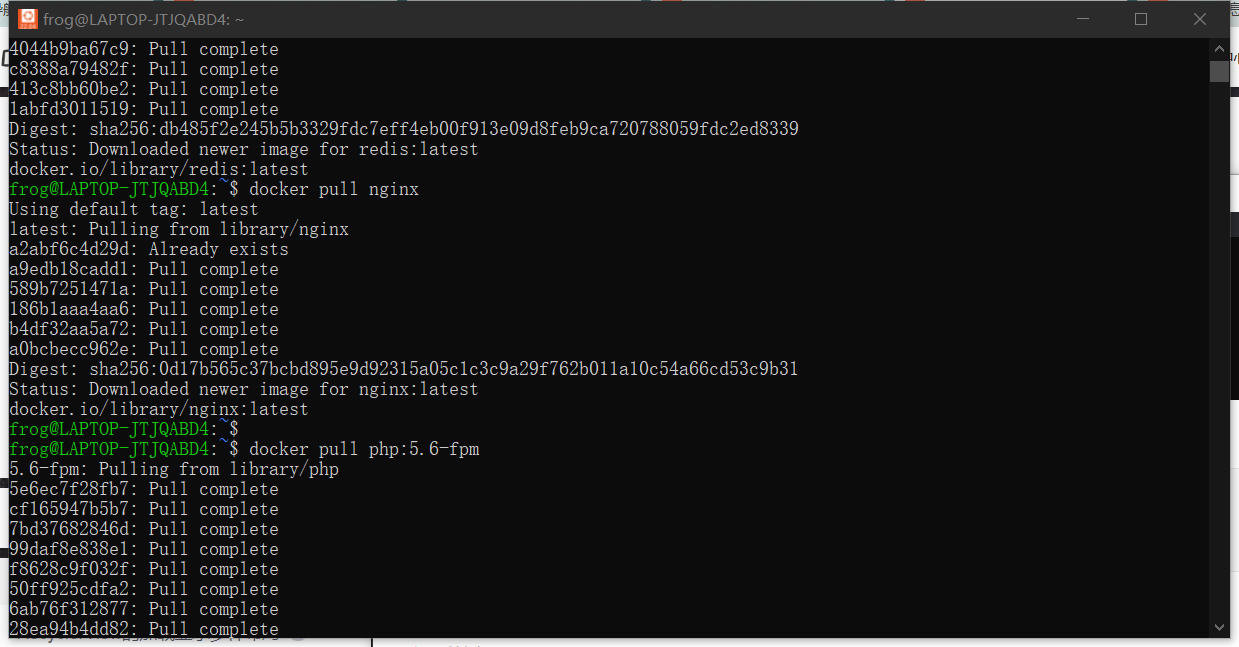 frog@LAPTOP-JTJQABD4: ~
4044b9ba67c9: Pull complete
c8388a79482f: Pull complete
413c8bb60be2: Pull complete
1abfd3011519: Pull complete
Digest: sha256:db485f2e245b5b3329fdc7eff4eb00f913e09d8feb9ca720788059fdc2ed8339
Status: Downloaded newer image for redis:latest
docker.io/library/redis:latest
frog@LAPTOP-JTJQABD4:~$ docker pull nginx
Using default tag: latest
latest: Pulling from library/nginx
a2abf6c4d29d: Already exists
a9edb18cadd1: Pull complete
589b7251471a: Pull complete
186b1aaa4aa6: Pull complete
b4df32aa5a72: Pull complete
a0bcbecc962e: Pull complete
Digest: sha256:0d17b565c37bcbd895e9d92315a05c1c3c9a29f762b011a10c54a66cd53c9b31
Status: Downloaded newer image for nginx:latest
docker.io/library/nginx:latest
frog@LAPTOP-JTJQABD4:~$
frog@LAPTOP-JTJQABD4:~$ docker pull php:5.6-fpm
5.6-fpm: Pulling from library/php
5e6ec7f28fb7: Pull complete
cf165947b5b7: Pull complete
7bd37682846d: Pull complete
99daf8e838e1: Pull complete
f8628c9f032f: Pull complete
50ff925cdfa2: Pull complete
6ab76f312877: Pull complete
28ea94b4dd82: Pull complete